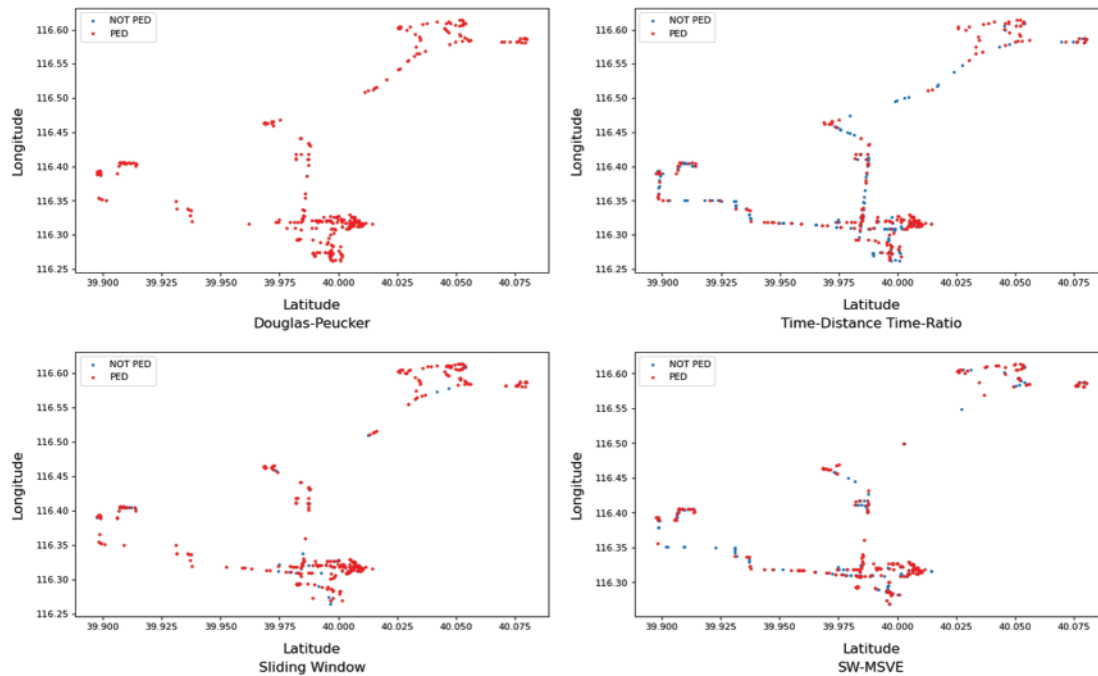 NOT PED
PED
116.60
116.55
116.50
116.45
116.40
116.35
116.30
116.25
Longitude
39.900 39.925 39.950 39.975 40.000 40.025 40.050 40.075
Latitude
Douglas-Peucker
NOT PED
PED
116.60
116.55
116.50
116.45
116.40
116.35
116.30
116.25
Longitude
39.900 39.925 39.950 39.975 40.000 40.025 40.050 40.075
Latitude
Time-Distance Time-Ratio
NOT PED
PED
116.60
116.55
116.50
116.45
116.40
116.35
116.30
116.25
Longitude
39.900 39.925 39.950 39.975 40.000 40.025 40.050 40.075
Latitude
Sliding Window
NOT PED
PED
116.60
116.55
116.50
116.45
116.40
116.35
116.30
Longitude
39.900 39.925 39.950 39.975 40.000 40.025 40.050 40.075
Latitude
SW-MSVE